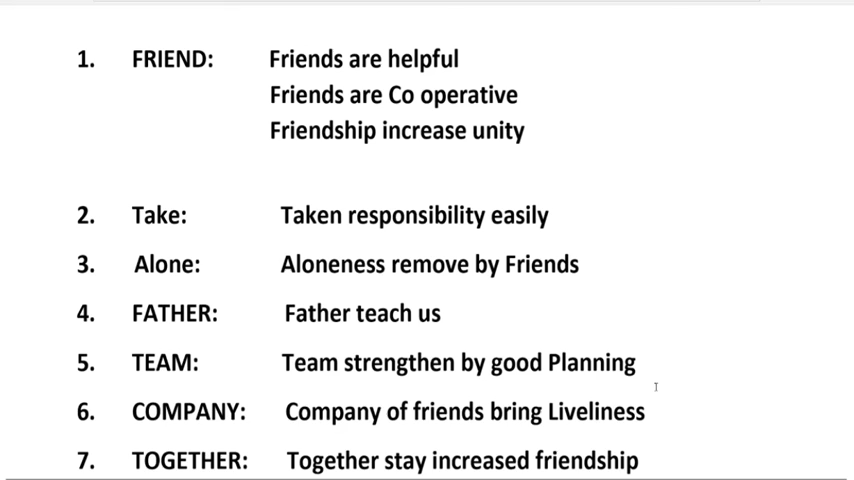 1. FRIEND: Friends are helpful
Friends are Co operative
Friendship increase unity
2. Take: Taken responsibility easily
3. Alone: Aloneness remove by Friends
4. FATHER: Father teach us
5. TEAM: Team strengthen by good Planning
6. COMPANY: Company of friends bring Liveliness
7. TOGETHER: Together stay increased friendship